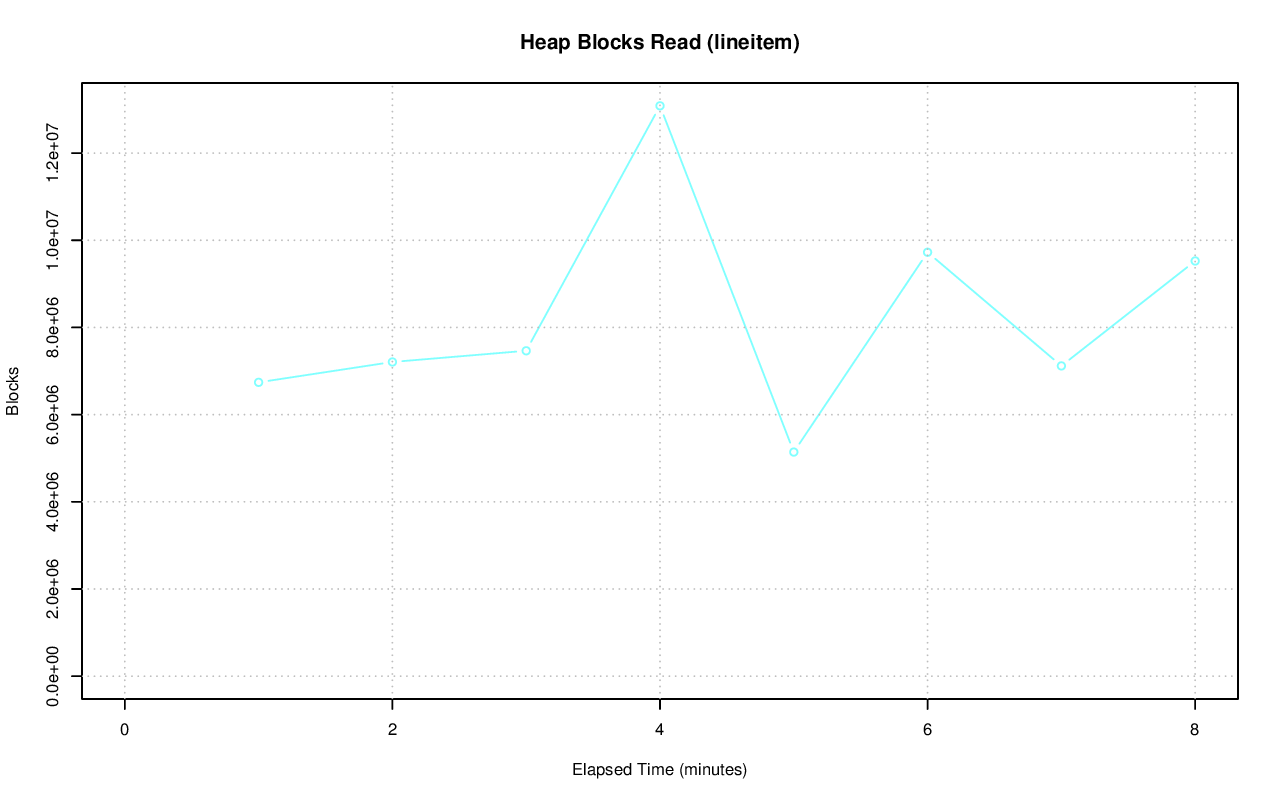 Heap Blocks Read (lineitem)
Blocks
1.2e+07
1.0e+07
8.0e+06
6.0e+06
4.0e+06
2.0e+06
0.0e+00
0 2 4 6 8
Elapsed Time (minutes)